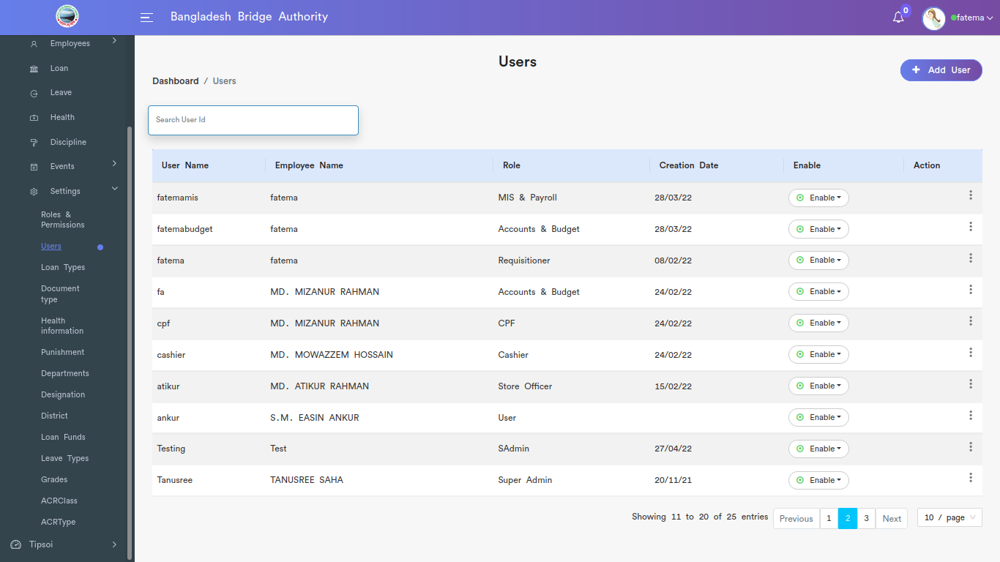 Bangladesh Bridge Authority
0
fatema
Employees
Loan
Leave
Health
Discipline
Events
Settings
Roles &
Permissions
Users
Loan Types
Document
type
Health
information
Punishment
Departments
Designation
District
Loan Funds
Leave Types
Grades
ACRClass
ACRType
Tipsoi
Users
Dashboard / Users
+ Add User
Search User Id
User Name Employee Name Role Creation Date Enable Action
fatemamis fatema MIS & Payroll 28/03/22 Enable
fatemabudget fatema Accounts & Budget 28/03/22 Enable
fatema fatema Requisitioner 08/02/22 Enable
fa MD. MIZANUR RAHMAN Accounts & Budget 24/02/22 Enable
cpf MD. MIZANUR RAHMAN CPF 24/02/22 Enable
cashier MD. MOWAZZEM HOSSAIN Cashier 24/02/22 Enable
atikur MD. ATIKUR RAHMAN Store Officer 15/02/22 Enable
ankur S.M. EASIN ANKUR User Enable
Testing Test SAdmin 27/04/22 Enable
Tanusree TANUSREE SAHA Super Admin 20/11/21 Enable
Showing 11 to 20 of 25 entries Previous 1 2 3 Next 10 / page